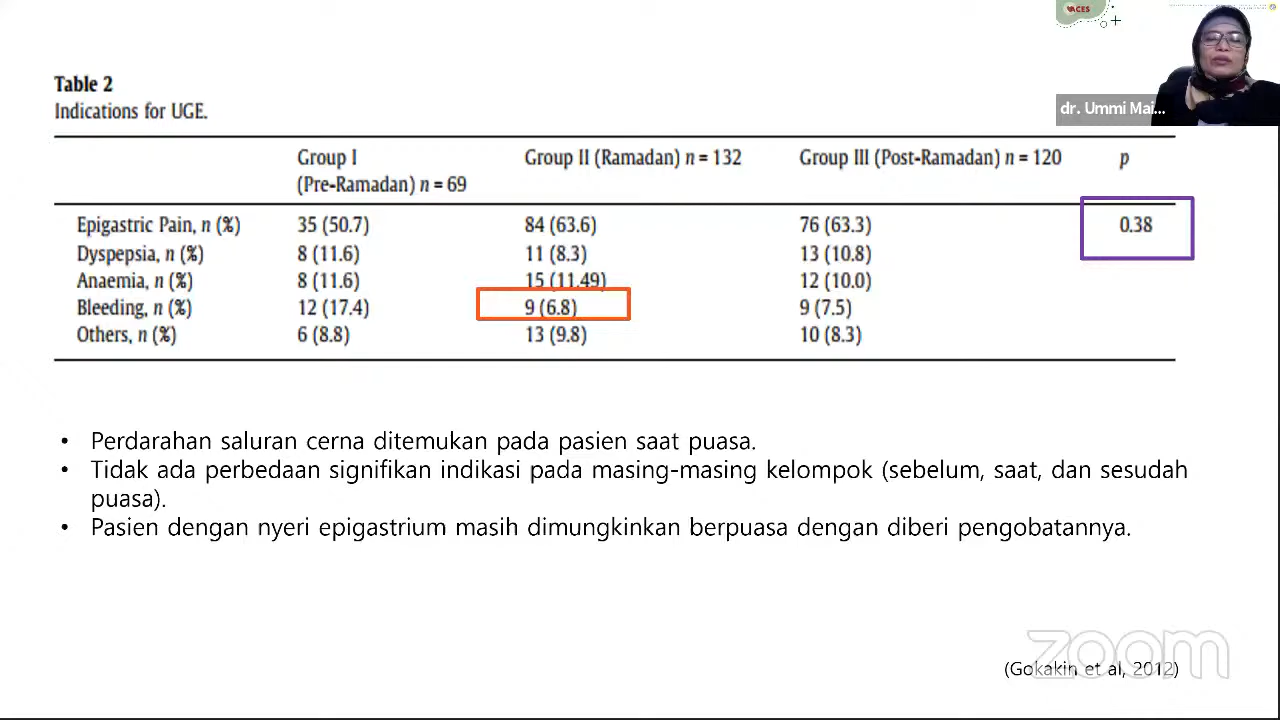 ACES
dr. Ummi Mai...
Table 2
Indications for UGE.
Group I (Pre-Ramadan) n = 69 Group II (Ramadan) n = 132 Group III (Post-Ramadan) n = 120 p
Epigastric Pain, n (%) 35 (50.7) 84 (63.6) 76 (63.3) 0.38
Dyspepsia, n (%) 8 (11.6) 11 (8.3) 13 (10.8)
Anaemia, n (%) 8 (11.6) 15 (11.49) 12 (10.0)
Bleeding, n (%) 12 (17.4) 9 (6.8) 9 (7.5)
Others, n (%) 6 (8.8) 13 (9.8) 10 (8.3)
• Perdarahan saluran cerna ditemukan pada pasien saat puasa.
• Tidak ada perbedaan signifikan indikasi pada masing-masing kelompok (sebelum, saat, dan sesudah
puasa).
• Pasien dengan nyeri epigastrium masih dimungkinkan berpuasa dengan diberi pengobatannya.
zoom
(Gokakin et al, 2012)